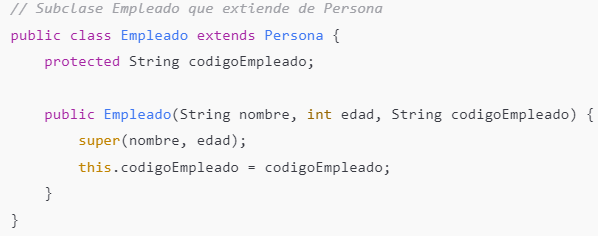 // Subclase Empleado que extiende de Persona
public class Empleado extends Persona {
    protected String codigoEmpleado;

    public Empleado(String nombre, int edad, String codigoEmpleado) {
        super(nombre, edad);
        this.codigoEmpleado = codigoEmpleado;
    }
}